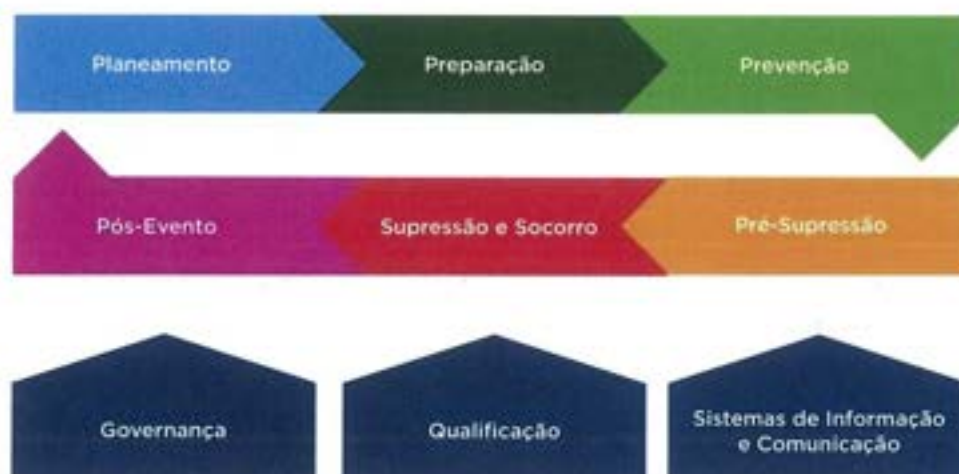 Planeamento
Preparação
Prevenção
Pós-Evento
Supressão e Socorro
Pré-Supressão
Governança
Qualificação
Sistemas de Informação
e Comunicação